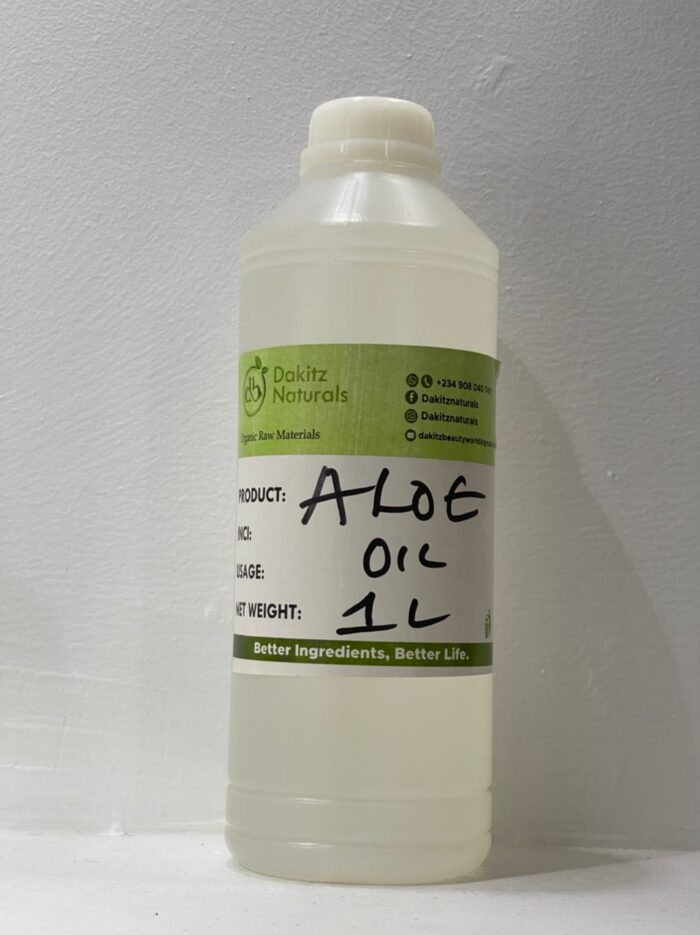 Dakitz
Naturals
Organic Raw Materials
+234 908 040
Dakitznaturals
Dakitznaturals
PRODUCT: ALOE
INCI:
OIL
USAGE:
NET WEIGHT: 1L
Better Ingredients, Better Life.